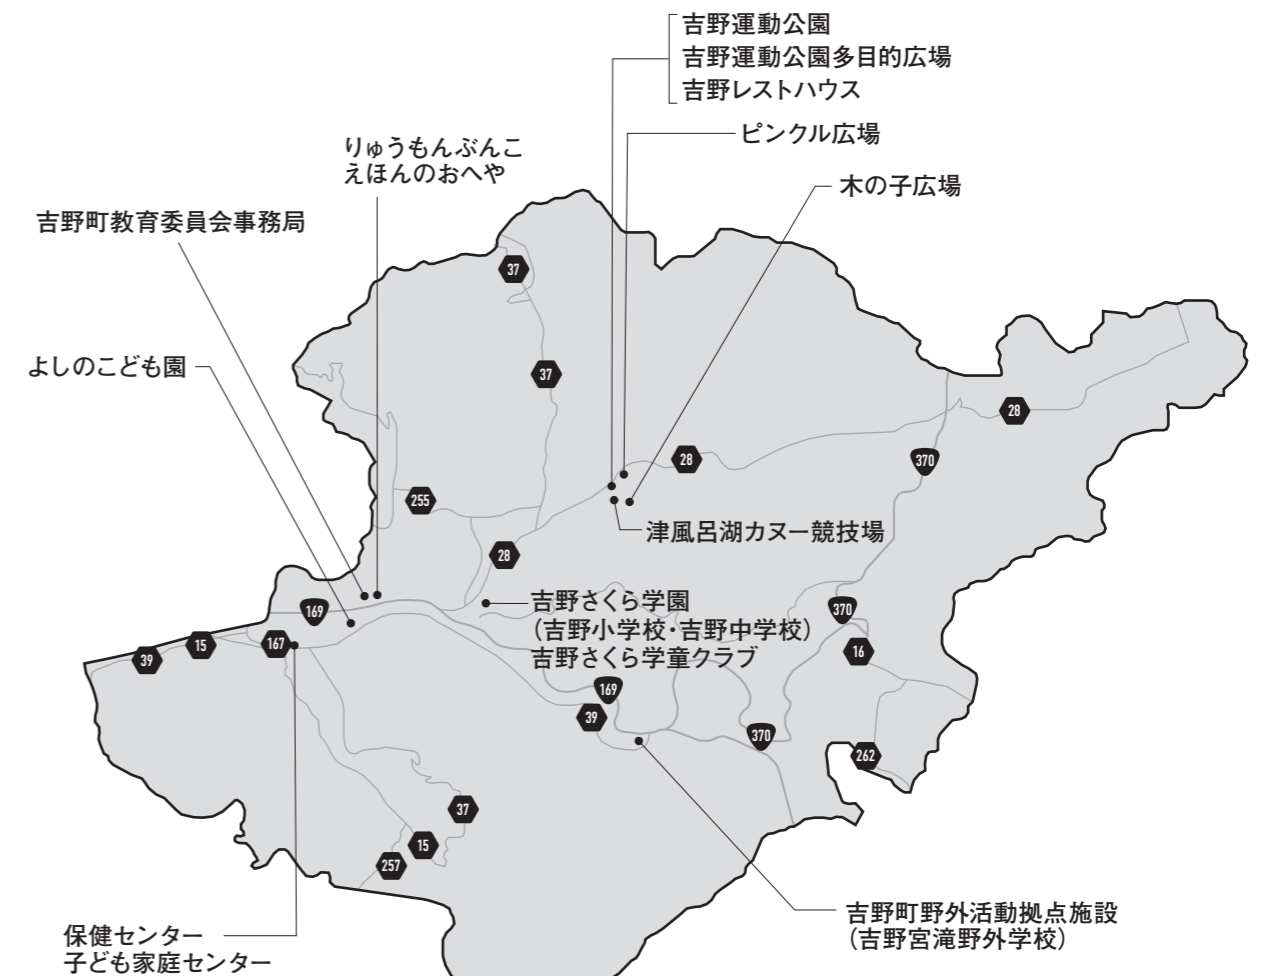 吉野運動公園
吉野運動公園多目的広場
吉野レストハウス
ピンクル広場
りゅうもんぶんこ
えほんのおへや
木の子広場
吉野町教育委員会事務局
37
よしのこども園
37
28
28
370
255
津風呂湖カヌー競技場
28
吉野さくら学園
(吉野小学校・吉野中学校)
吉野さくら学童クラブ
169
370
15
167
39
16
169
39
370
262
37
15
257
吉野町野外活動拠点施設
(吉野宮滝野外学校)
保健センター
子ども家庭センター